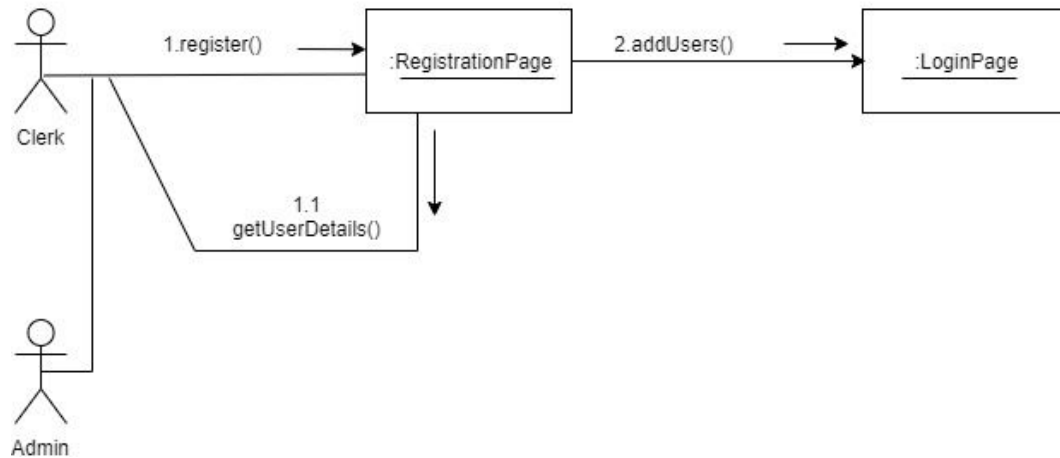 1.register()
:RegistrationPage
2.addUsers()
:LoginPage
Clerk
1.1
getUserDetails()
Admin